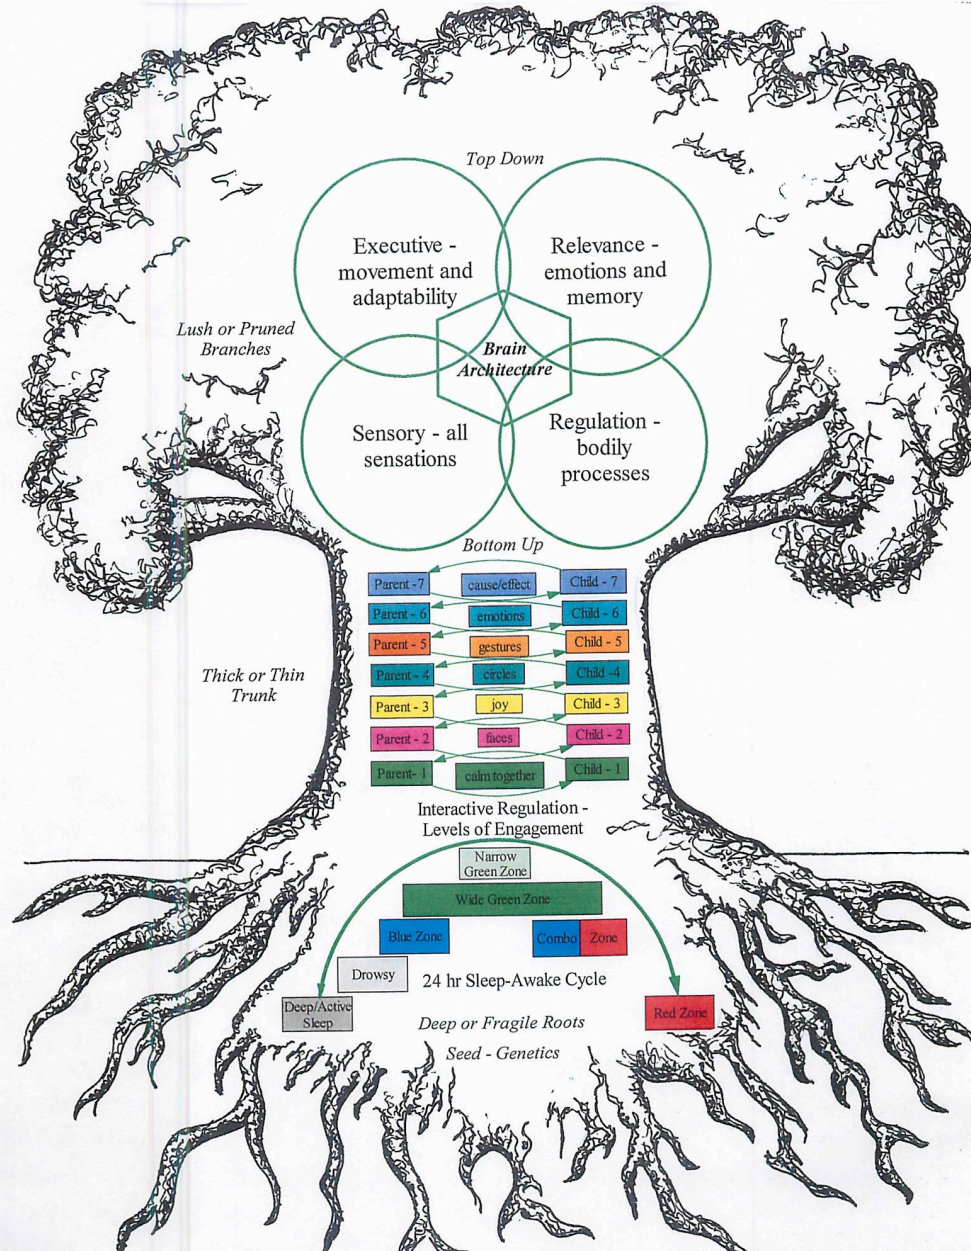 Top Down
Executive -
movement and
adaptability
Relevance -
emotions and
memory
Lush or Pruned
Branches
Brain
Architecture
Sensory - all
sensations
Regulation -
bodily
processes
Bottom Up
Parent -7 cause/effect Child - 7
Parent - 6 emotions Child - 6
Parent - 5 gestures Child - 5
Parent - 4 circles Child -4
Parent - 3 joy Child - 3
Parent - 2 faces Child - 2
Parent- 1 calm together Child - 1
Thick or Thin
Trunk
Interactive Regulation -
Levels of Engagement
Narrow
Green Zone
Wide Green Zone
Blue Zone
Combo Zone
Drowsy
24 hr Sleep-Awake Cycle
Deep/Active
Sleep
Red Zone
Deep or Fragile Roots
Seed - Genetics